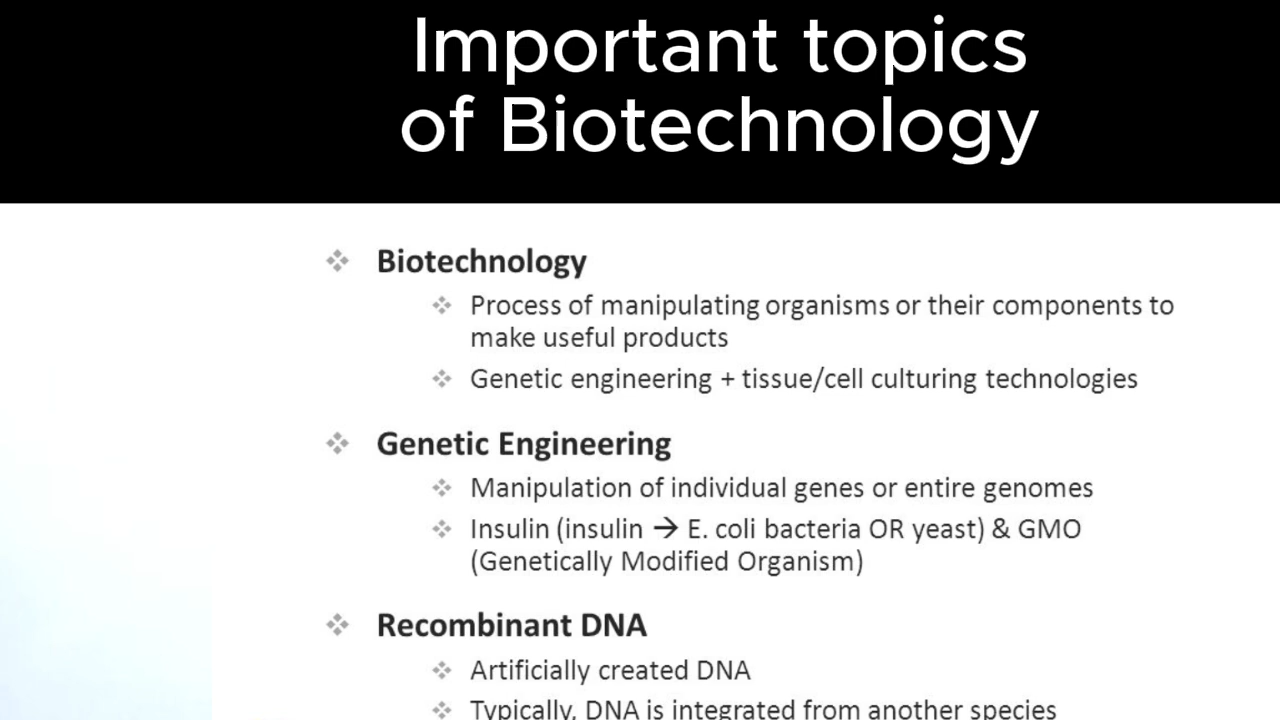 Important topics
of Biotechnology
Biotechnology
Process of manipulating organisms or their components to
make useful products
Genetic engineering + tissue/cell culturing technologies
Genetic Engineering
Manipulation of individual genes or entire genomes
Insulin (insulin → E. coli bacteria OR yeast) & GMO
(Genetically Modified Organism)
Recombinant DNA
Artificially created DNA
Typically, DNA is integrated from another species